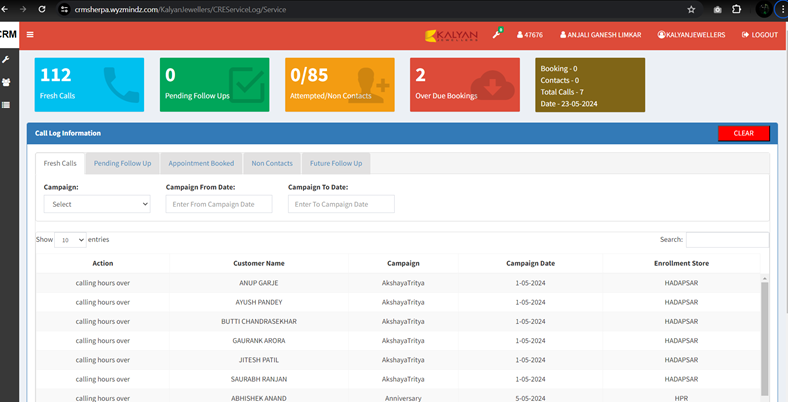 crmsherpa.wyzmindz.com/KalyanJewellers/CREServiceLog/Service
CRM
KALYAN
JEWELLERS
47676
ANJALI GANESH LIMKAR
KALYANJEWELLERS
LOGOUT
112
Fresh Calls
0
Pending Follow Ups
0/85
Attempted/Non Contacts
2
Over Due Bookings
Booking - 0
Contacts - 0
Total Calls - 7
Date - 23-05-2024
Call Log Information
CLEAR
Fresh Calls Pending Follow Up Appointment Booked Non Contacts Future Follow Up
Campaign: Campaign From Date: Campaign To Date:
Select Enter From Campaign Date Enter To Campaign Date
Show 10 entries Search:
Action Customer Name Campaign Campaign Date Enrollment Store
calling hours over ANUP GARJE AkshayaTritya 1-05-2024 HADAPSAR
calling hours over AYUSH PANDEY AkshayaTritya 1-05-2024 HADAPSAR
calling hours over BUTTI CHANDRASEKHAR AkshayaTritya 1-05-2024 HADAPSAR
calling hours over GAURANK ARORA AkshayaTritya 1-05-2024 HADAPSAR
calling hours over JITESH PATIL AkshayaTritya 1-05-2024 HADAPSAR
calling hours over SAURABH RANJAN AkshayaTritya 1-05-2024 HADAPSAR
calling hours over ABHISHEK ANAND Anniversary 5-05-2024 HPR